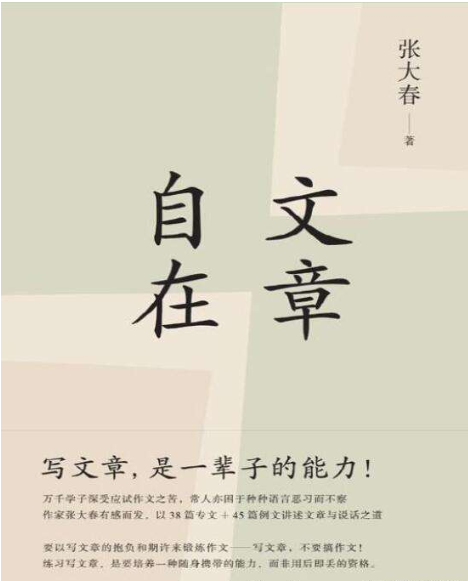 张大春
著
文章
自在
写文章，是一辈子的能力！
万千学子深受应试作文之苦，常人亦困于种种语言恶习而不察
作家张大春有感而发，以38篇专文＋45篇例文讲述文章与说话之道
要以写文章的抱负和期许来锻炼作文——写文章，不要搞作文！
练习写文章，是要培养一种随身携带的能力，而非用后即丢的资格。